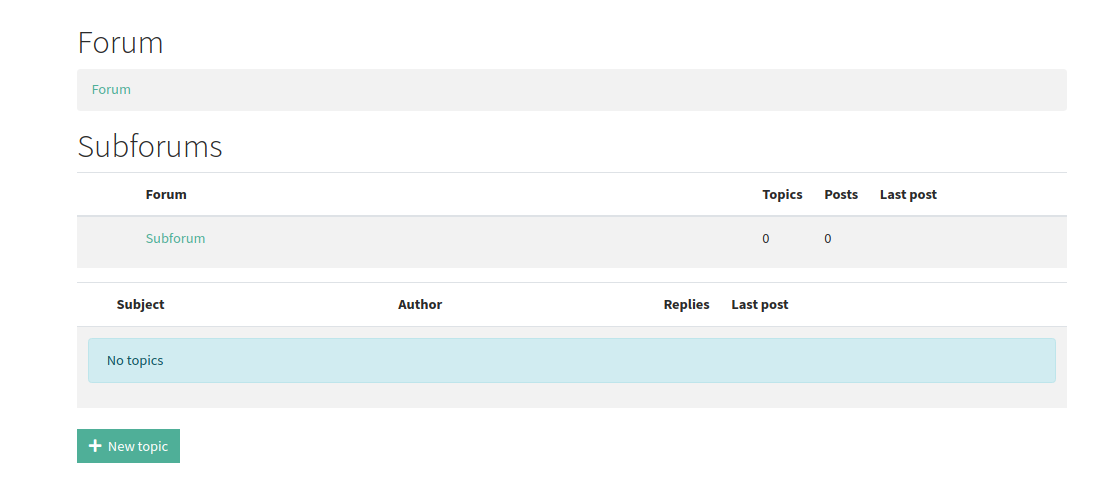 Forum
Forum
Subforums
Forum Topics Posts Last post
Subforum 0 0
Subject Author Replies Last post
No topics
New topic